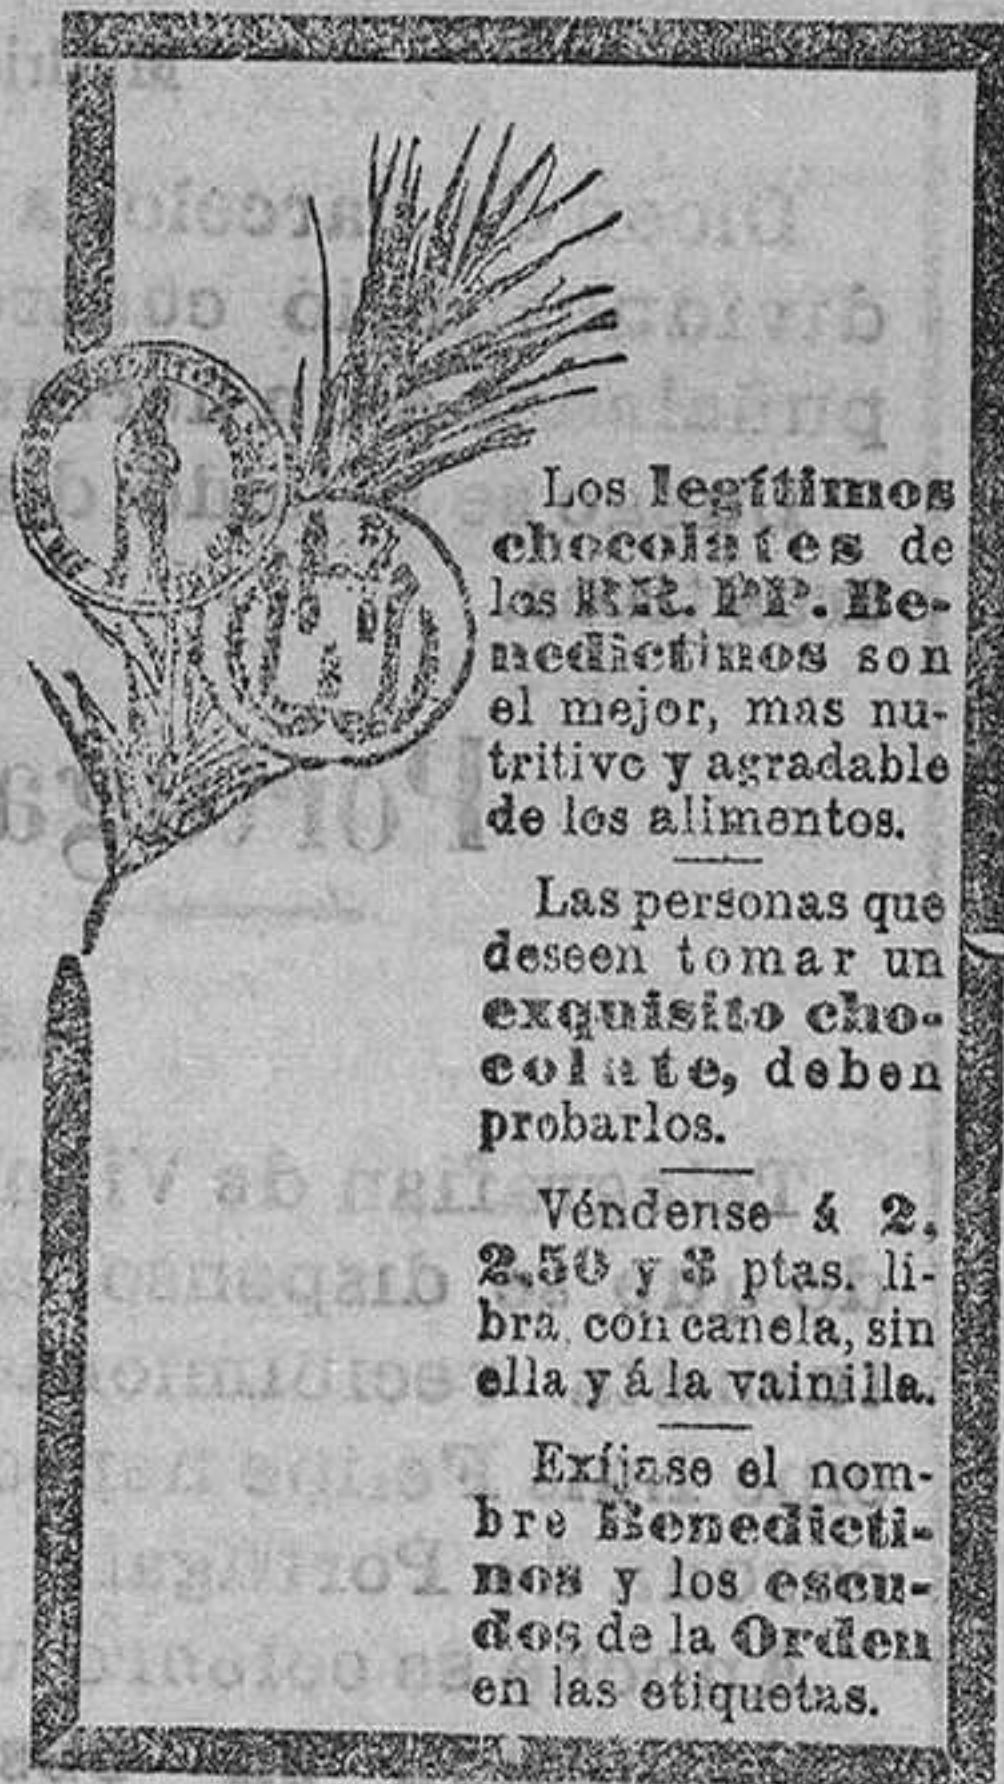 Los legítimos
chocolates de
los RR. PP. Be-
nedictinos son
el mejor, mas nu-
tritivo y agradable
de los alimentos.
Las personas que
deseen tomar un
exquisito cho-
colate, deben
probarlos.
Véndense á 2,
2,50 y 3 ptas. li-
bra, con canela, sin
ella y á la vainilla.
Exíjase el nom-
bre Benedicti-
nos y los escu-
dos de la Orden
en las etiquetas.